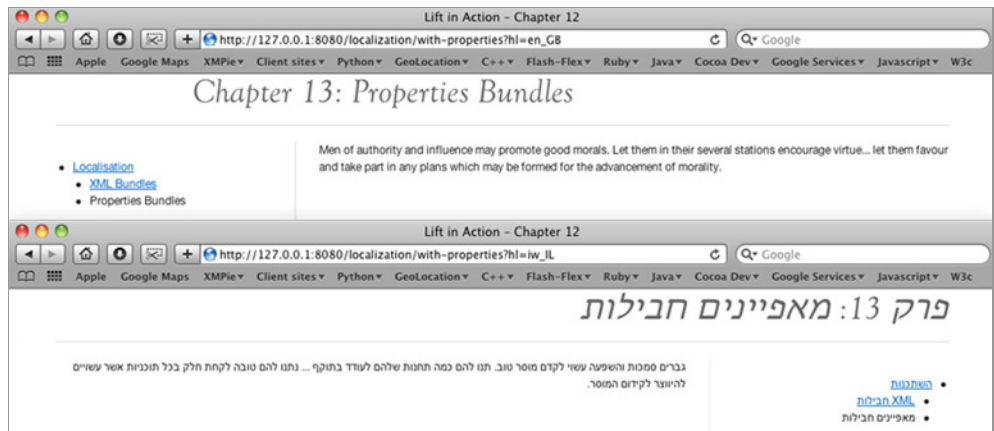 Lift in Action – Chapter 12
http://127.0.0.1:8080/localization/with-properties?hl=en_GB
Google
Apple Google Maps XMPie Client sites Python GeoLocation C++ Flash-Flex Ruby Java Cocoa Dev Google Services Javascript W3c
Chapter 13: Properties Bundles
Localisation
XML Bundles
Properties Bundles
Men of authority and influence may promote good morals. Let them in their several stations encourage virtue... let them favour
and take part in any plans which may be formed for the advancement of morality.
Lift in Action – Chapter 12
http://127.0.0.1:8080/localization/with-properties?hl=iw_IL
Google
Apple Google Maps XMPie Client sites Python GeoLocation C++ Flash-Flex Ruby Java Cocoa Dev Google Services Javascript W3c
פרק 13: מאפיינים חבילות
השתכנות
XML חבילות
מאפיינים חבילות
גברים סמכות והשפעה עשוי לקדם מוסר טוב. תנו להם כמה תחנות שלהם לעודד בתוקף ... נתנו להם טובה לקחת חלק בכל תוכניות אשר עשויים
להיווצר לקידום המוסר.